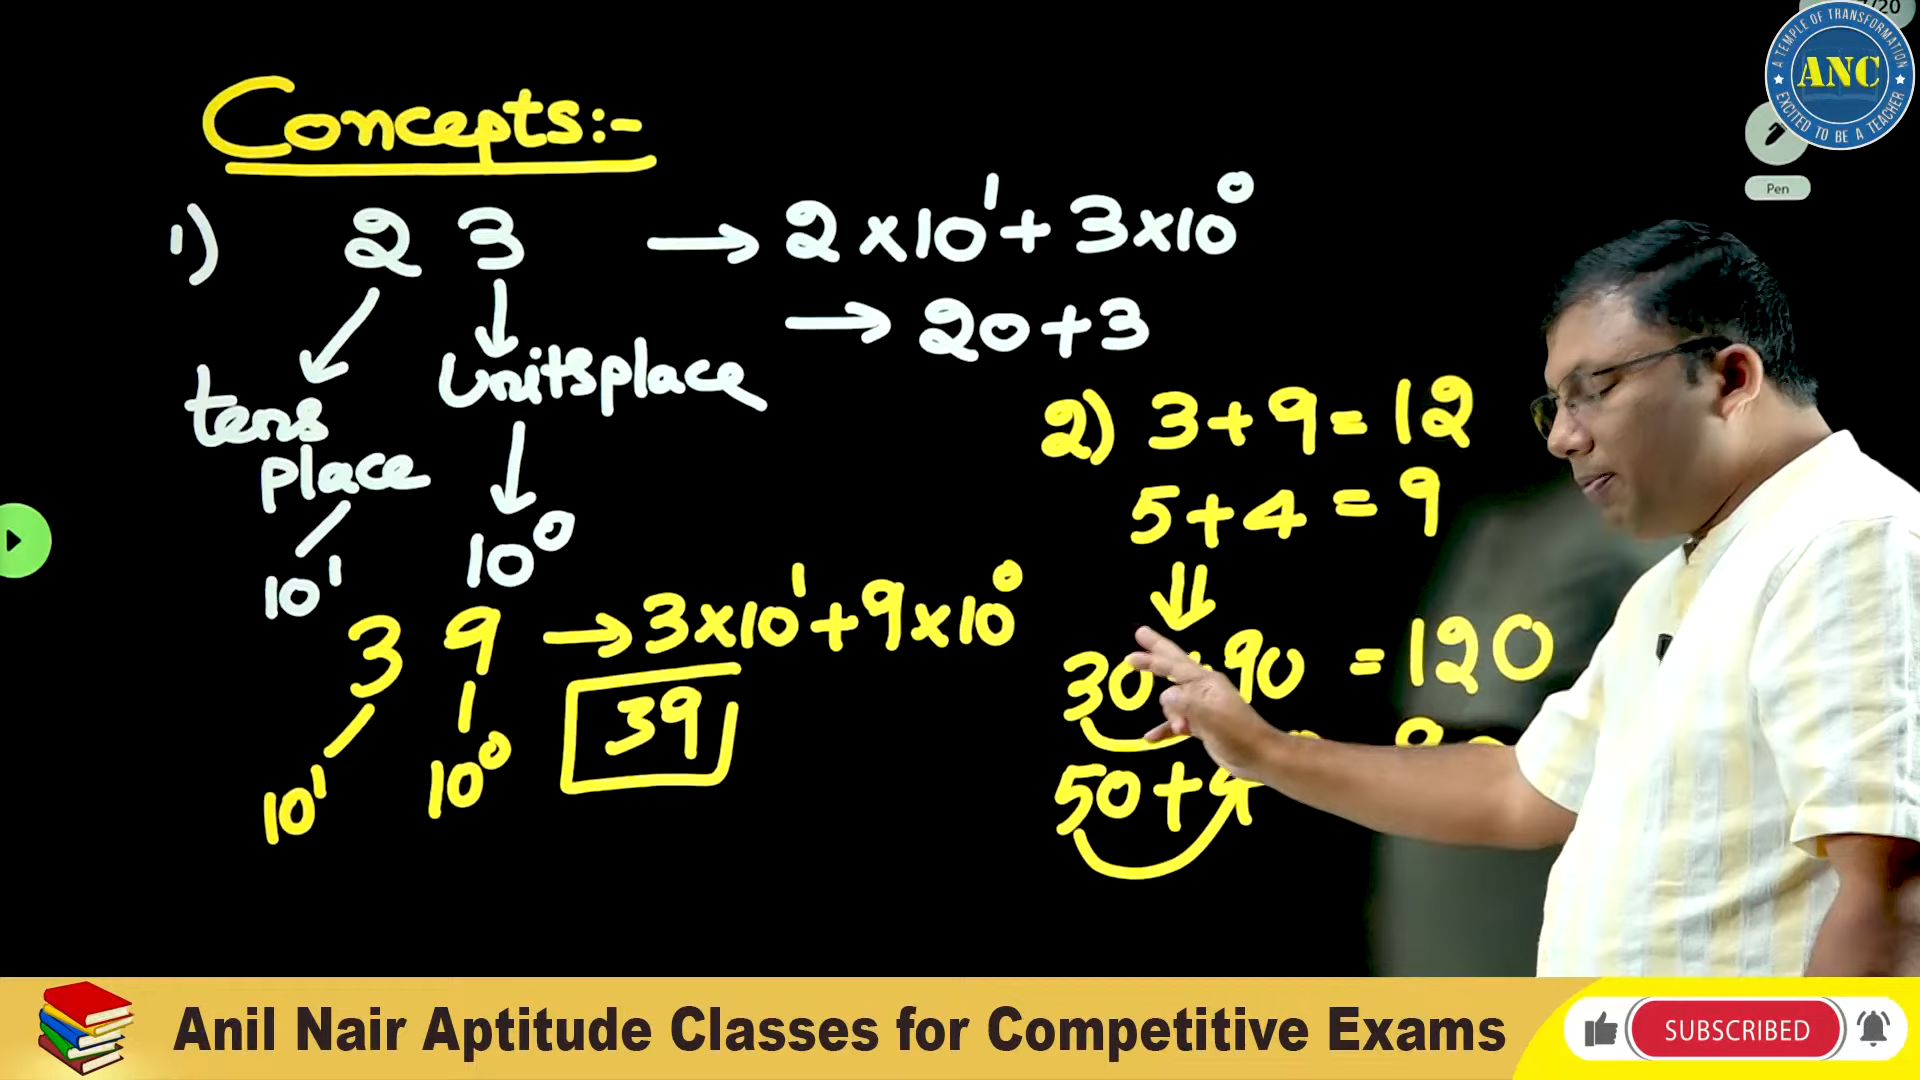 /20
A TEMPLE OF TRANSFORMATION
ANC
EXCITED TO BE A TEACHER
Pen
Concepts:-
1) 2 3 → 2×10¹+3×10⁰
→ 20+3
tens place
unitsplace
10¹
10⁰
3 9 → 3×10¹+9×10⁰
39
10¹
10⁰
2) 3+9=12
5+4=9
⇓
30+90 =120
50+4
Anil Nair Aptitude Classes for Competitive Exams
SUBSCRIBED